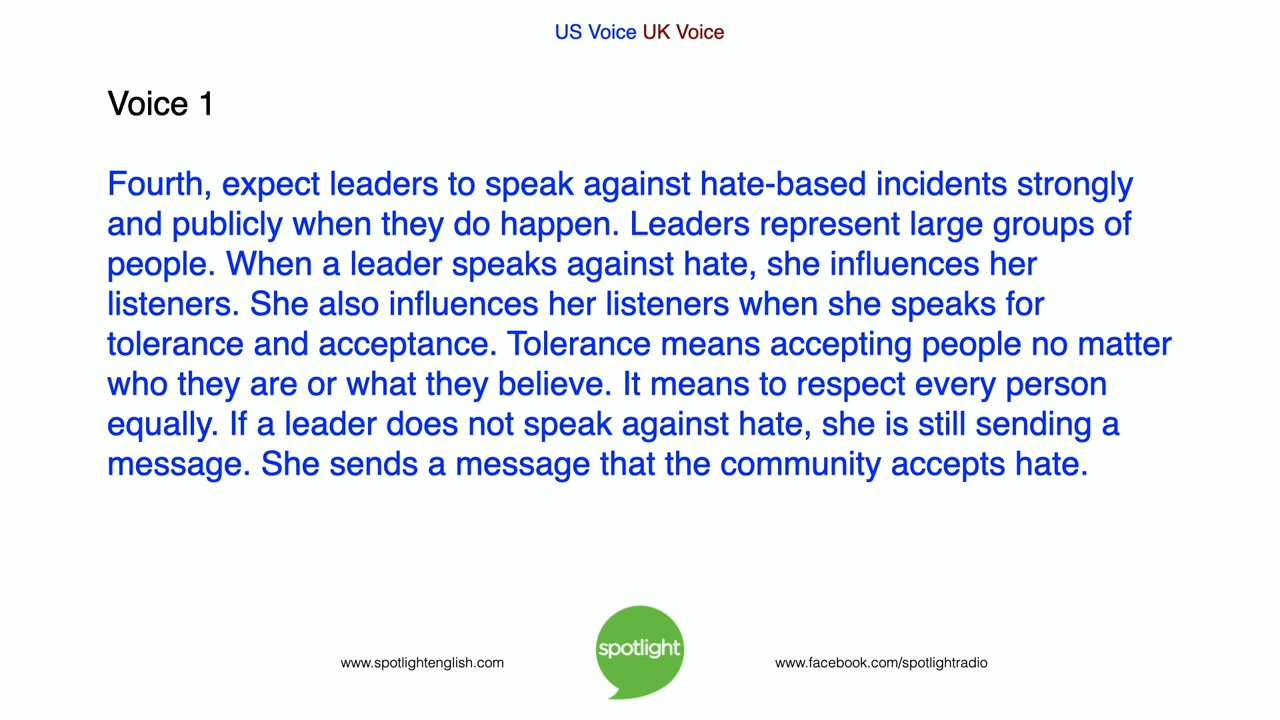 US Voice UK Voice
Voice 1
Fourth, expect leaders to speak against hate-based incidents strongly
and publicly when they do happen. Leaders represent large groups of
people. When a leader speaks against hate, she influences her
listeners. She also influences her listeners when she speaks for
tolerance and acceptance. Tolerance means accepting people no matter
who they are or what they believe. It means to respect every person
equally. If a leader does not speak against hate, she is still sending a
message. She sends a message that the community accepts hate.
www.spotlightenglish.com
spotlight
www.facebook.com/spotlightradio